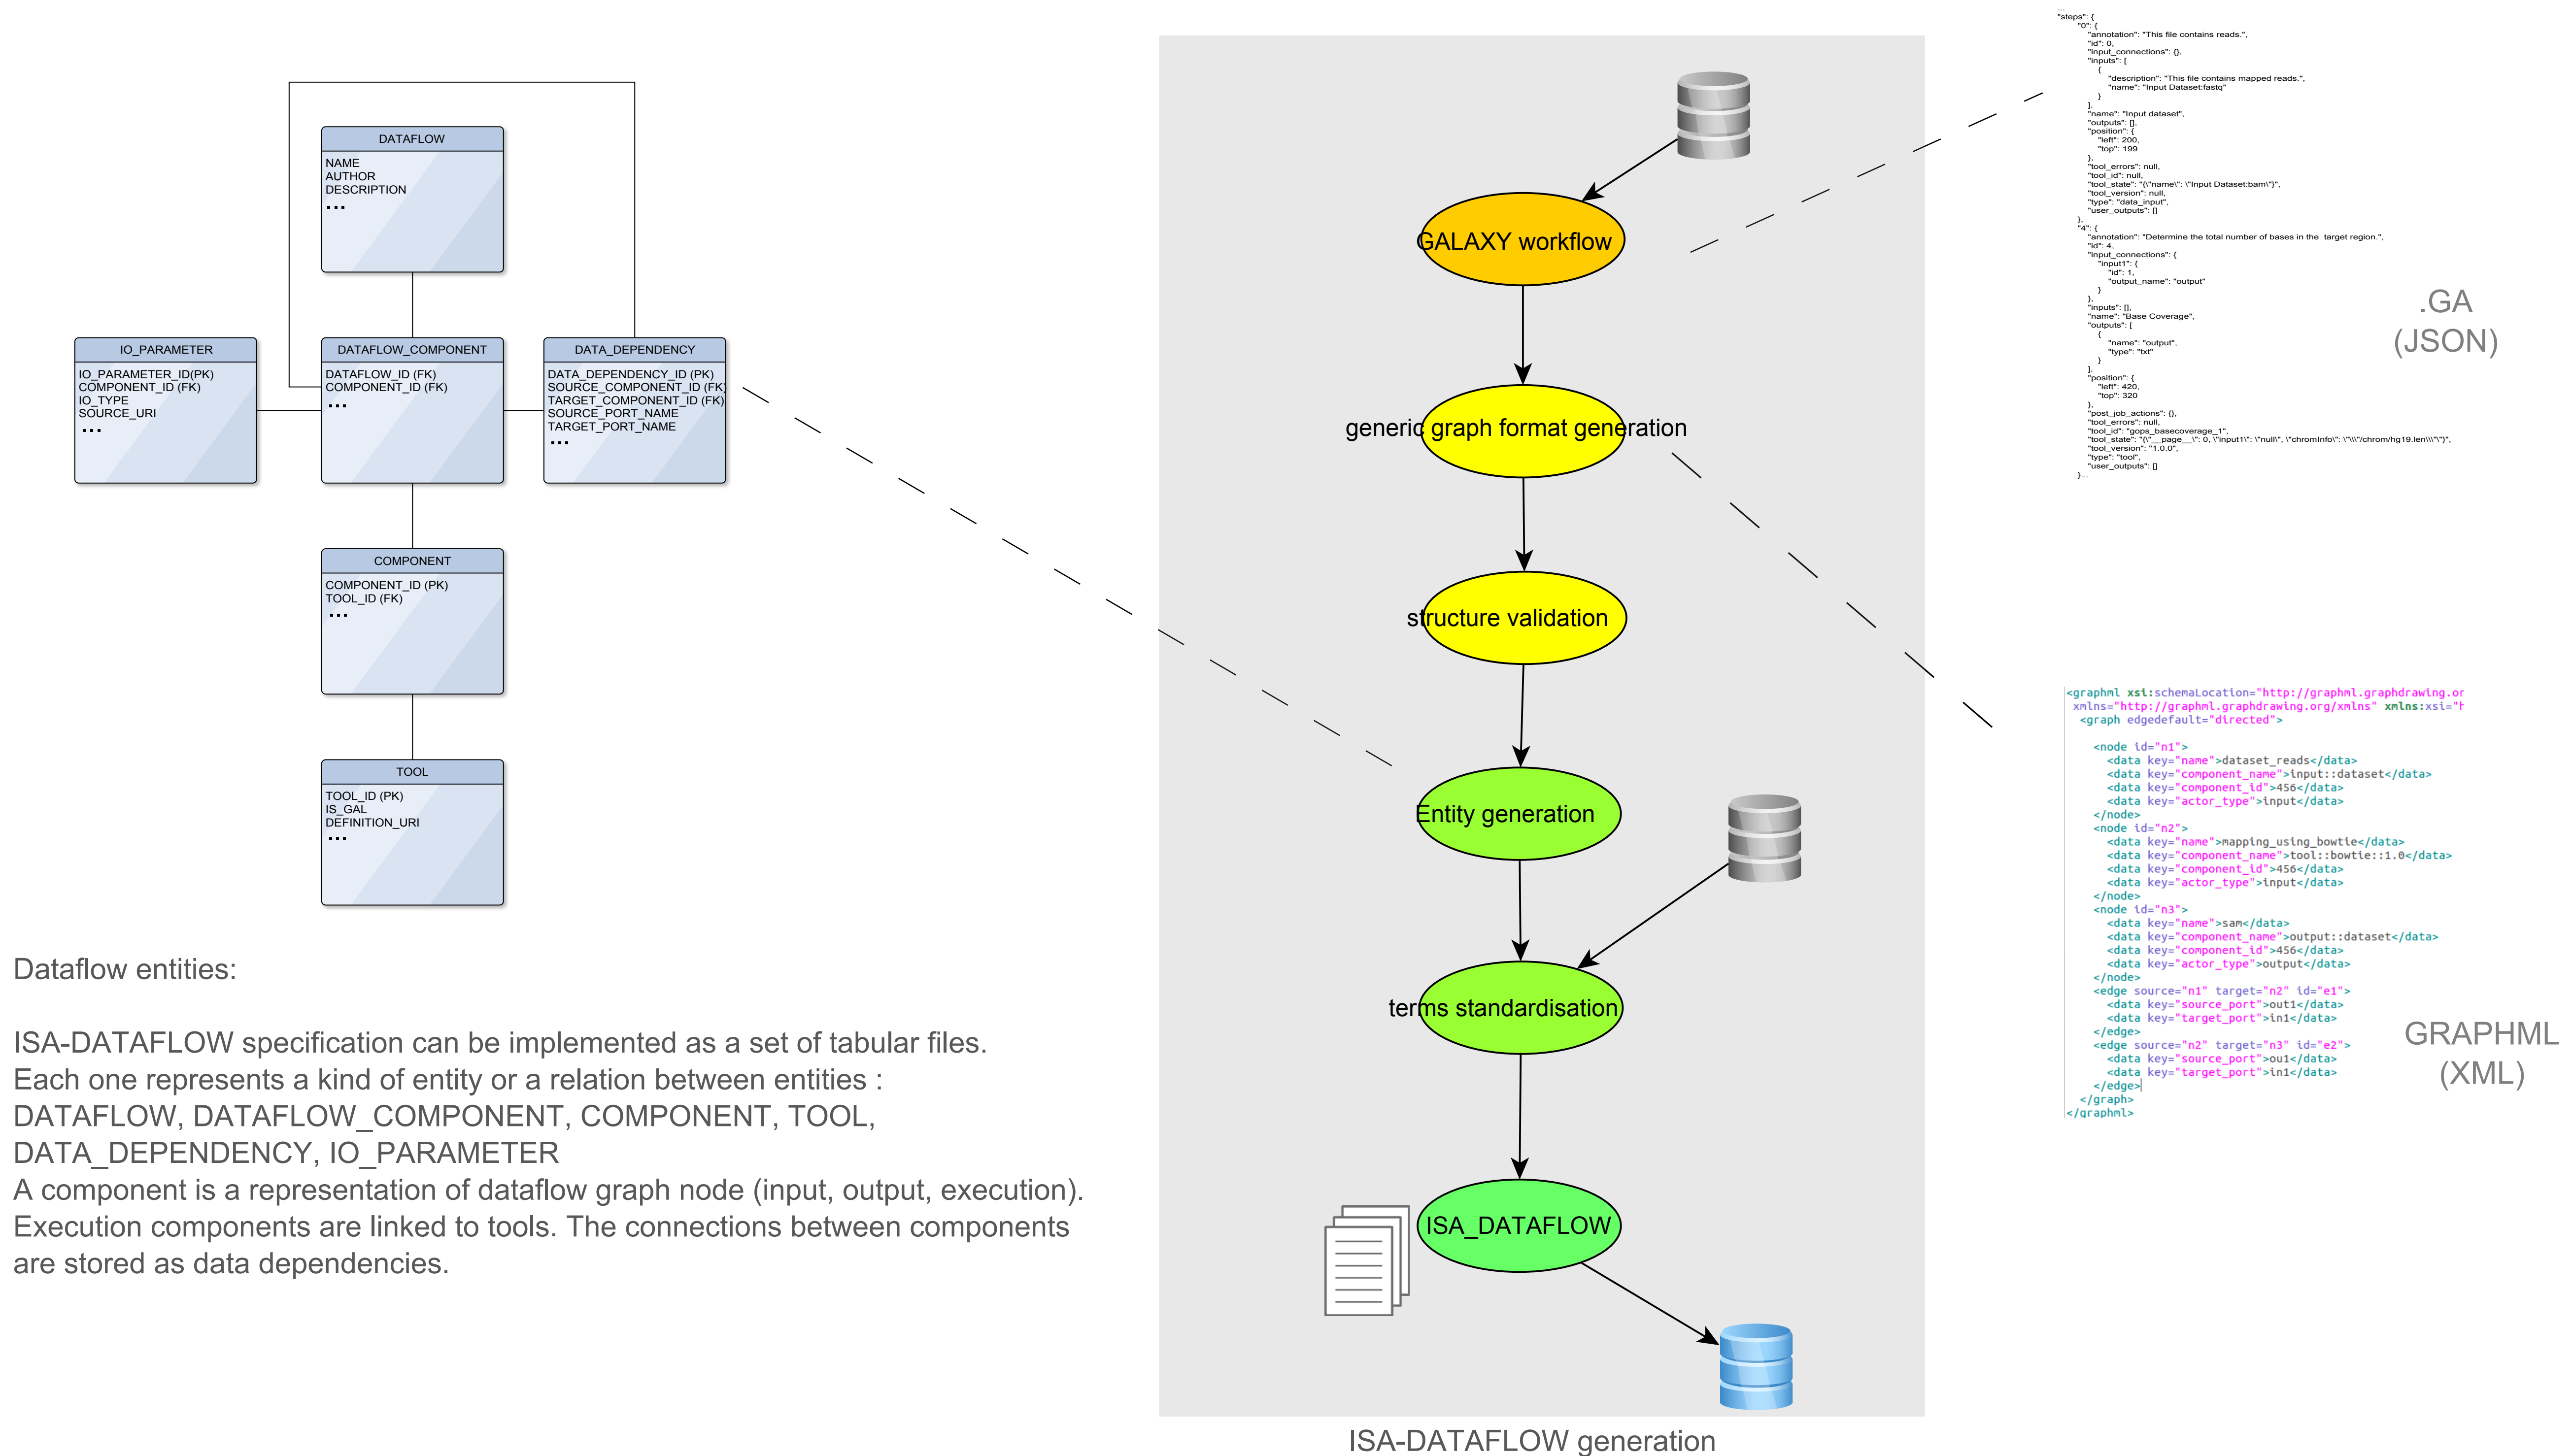 DATAFLOW
NAME
AUTHOR
DESCRIPTION
...
IO_PARAMETER
IO_PARAMETER_ID(PK)
COMPONENT_ID (FK)
IO_TYPE
SOURCE_URI
...
DATAFLOW_COMPONENT
DATAFLOW_ID (FK)
COMPONENT_ID (FK)
...
DATA_DEPENDENCY
DATA_DEPENDENCY_ID (PK)
SOURCE_COMPONENT_ID (FK)
TARGET_COMPONENT_ID (FK)
SOURCE_PORT_NAME
TARGET_PORT_NAME
...
COMPONENT
COMPONENT_ID (PK)
TOOL_ID (FK)
...
TOOL
TOOL_ID (PK)
IS_GAL
DEFINITION_URI
...
Dataflow entities:
ISA-DATAFLOW specification can be implemented as a set of tabular files.
Each one represents a kind of entity or a relation between entities :
DATAFLOW, DATAFLOW_COMPONENT, COMPONENT, TOOL,
DATA_DEPENDENCY, IO_PARAMETER
A component is a representation of dataflow graph node (input, output, execution).
Execution components are linked to tools. The connections between components
are stored as data dependencies.
GALAXY workflow
generic graph format generation
structure validation
Entity generation
terms standardisation
ISA_DATAFLOW
ISA-DATAFLOW generation
...
"steps": {
"0": {
"annotation": "This file contains reads.",
"id": 0,
"input_connections": {},
"inputs": [
{
"description": "This file contains mapped reads.",
"name": "Input Dataset:fastq"
}
],
"name": "Input dataset",
"outputs": [],
"position": {
"left": 200,
"top": 199
},
"tool_errors": null,
"tool_id": null,
"tool_state": "{\"name\": \"Input Dataset:bam\"}",
"tool_version": null,
"type": "data_input",
"user_outputs": []
},
"4": {
"annotation": "Determine the total number of bases in the  target region.",
"id": 4,
"input_connections": {
"input1": {
"id": 1,
"output_name": "output"
}
},
"inputs": [],
"name": "Base Coverage",
"outputs": [
{
"name": "output",
"type": "txt"
}
],
"position": {
"left": 420,
"top": 320
},
"post_job_actions": {},
"tool_errors": null,
"tool_id": "gops_basecoverage_1",
"tool_state": "{\"__page__\": 0, \"input1\": \"null\", \"chromInfo\": \"\\\"/chrom/hg19.len\\\"\"}",
"tool_version": "1.0.0",
"type": "tool",
"user_outputs": []
}...
.GA
(JSON)
<graphml xsi:schemaLocation="http://graphml.graphdrawing.or
xmlns="http://graphml.graphdrawing.org/xmlns" xmlns:xsi="h
<graph edgedefault="directed">
<node id="n1">
<data key="name">dataset_reads</data>
<data key="component_name">input::dataset</data>
<data key="component_id">456</data>
<data key="actor_type">input</data>
</node>
<node id="n2">
<data key="name">mapping_using_bowtie</data>
<data key="component_name">tool::bowtie::1.0</data>
<data key="component_id">456</data>
<data key="actor_type">input</data>
</node>
<node id="n3">
<data key="name">sam</data>
<data key="component_name">output::dataset</data>
<data key="component_id">456</data>
<data key="actor_type">output</data>
</node>
<edge source="n1" target="n2" id="e1">
<data key="source_port">out1</data>
<data key="target_port">in1</data>
</edge>
<edge source="n2" target="n3" id="e2">
<data key="source_port">ou1</data>
<data key="target_port">in1</data>
</edge>
</graph>
</graphml>
GRAPHML
(XML)